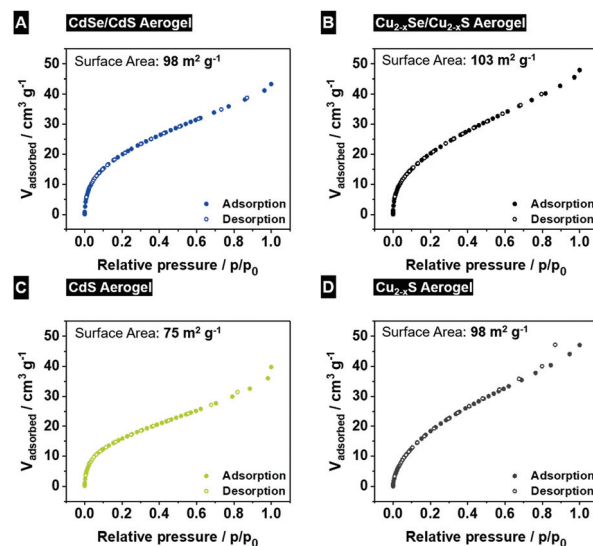 A CdSe/CdS Aerogel
Surface Area: 98 m² g⁻¹
V_adsorbed / cm³ g⁻¹
50
40
30
20
10
0
Adsorption
Desorption
0.0 0.2 0.4 0.6 0.8 1.0
Relative pressure / p/p₀
B Cu₂₋ₓSe/Cu₂₋ₓS Aerogel
Surface Area: 103 m² g⁻¹
V_adsorbed / cm³ g⁻¹
50
40
30
20
10
0
Adsorption
Desorption
0.0 0.2 0.4 0.6 0.8 1.0
Relative pressure / p/p₀
C CdS Aerogel
Surface Area: 75 m² g⁻¹
V_adsorbed / cm³ g⁻¹
50
40
30
20
10
0
Adsorption
Desorption
0.0 0.2 0.4 0.6 0.8 1.0
Relative pressure / p/p₀
D Cu₂₋ₓS Aerogel
Surface Area: 98 m² g⁻¹
V_adsorbed / cm³ g⁻¹
50
40
30
20
10
0
Adsorption
Desorption
0.0 0.2 0.4 0.6 0.8 1.0
Relative pressure / p/p₀